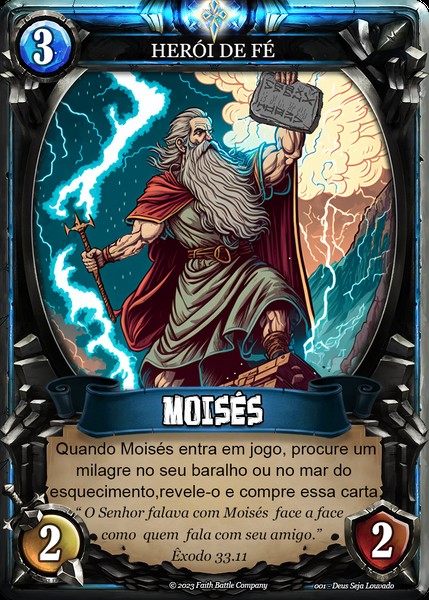 3
HERÓI DE FÉ
MOISÉS
Quando Moisés entra em jogo, procure um
milagre no seu baralho ou no mar do
esquecimento,revele-o e compre essa carta
“ O Senhor falava com Moisés face a face
como quem fala com seu amigo.”
Êxodo 33.11
2
2
© 2023 Faith Battle Company
001 - Deus Seja Louvado